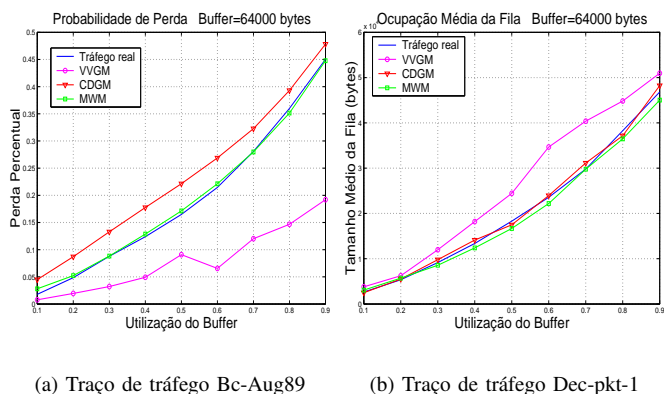 Probabilidade de Perda Buffer=64000 bytes
Perda Percentual
0.5
0.45
0.4
0.35
0.3
0.25
0.2
0.15
0.1
0.05
0
Tráfego real
VVGM
CDGM
MWM
0.1 0.2 0.3 0.4 0.5 0.6 0.7 0.8 0.9
Utilização do Buffer
(a) Traço de tráfego Bc-Aug89
Ocupação Média da Fila Buffer=64000 bytes
Tamanho Médio da Fila (bytes)
6
5
4
3
2
1
0
Tráfego real
VVGM
CDGM
MWM
0.1 0.2 0.3 0.4 0.5 0.6 0.7 0.8 0.9
Utilização do Buffer
(b) Traço de tráfego Dec-pkt-1